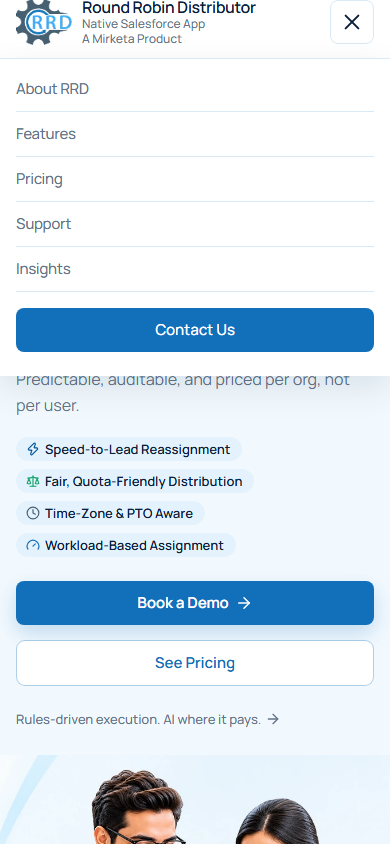 RRD
Round Robin Distributor
Native Salesforce App
A Mirketa Product
About RRD
Features
Pricing
Support
Insights
Contact Us
Predictable, auditable, and priced per org, not
per user.
Speed-to-Lead Reassignment
Fair, Quota-Friendly Distribution
Time-Zone & PTO Aware
Workload-Based Assignment
Book a Demo →
See Pricing
Rules-driven execution. AI where it pays. →